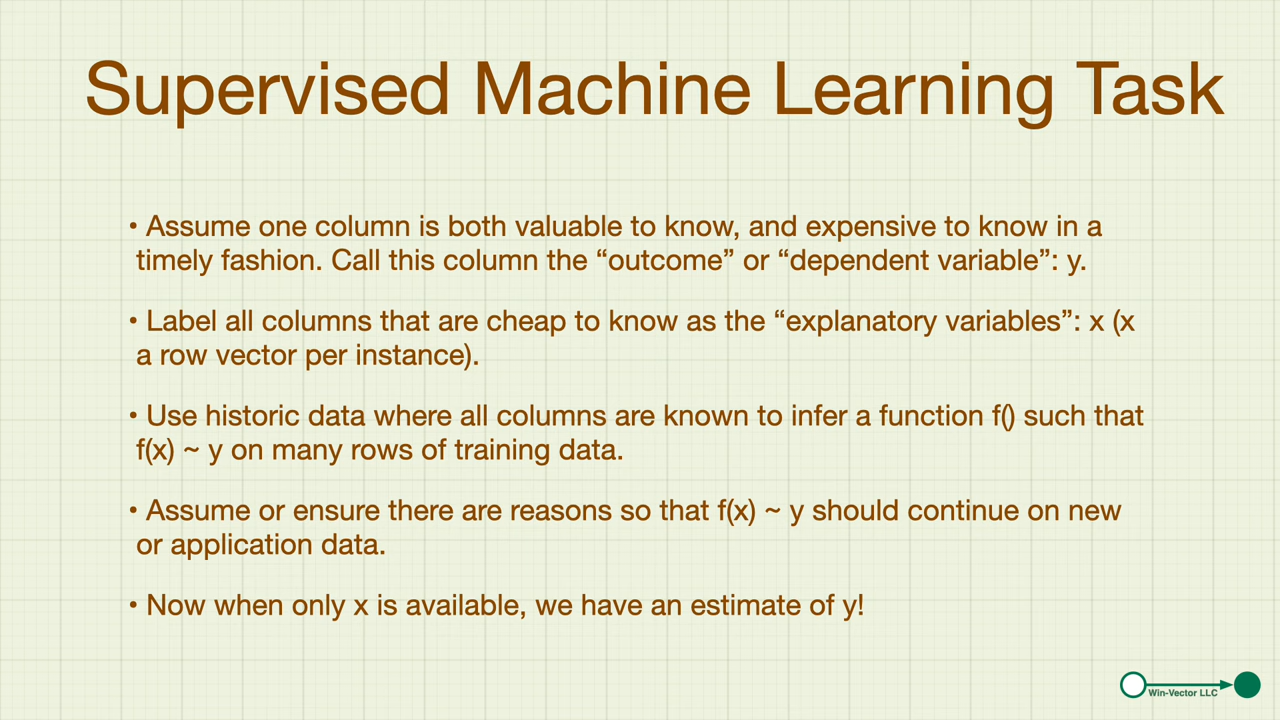 Supervised Machine Learning Task
• Assume one column is both valuable to know, and expensive to know in a
timely fashion. Call this column the “outcome” or “dependent variable”: y.
• Label all columns that are cheap to know as the “explanatory variables”: x (x
a row vector per instance).
• Use historic data where all columns are known to infer a function f() such that
f(x) ~ y on many rows of training data.
• Assume or ensure there are reasons so that f(x) ~ y should continue on new
or application data.
• Now when only x is available, we have an estimate of y!
Win-Vector LLC